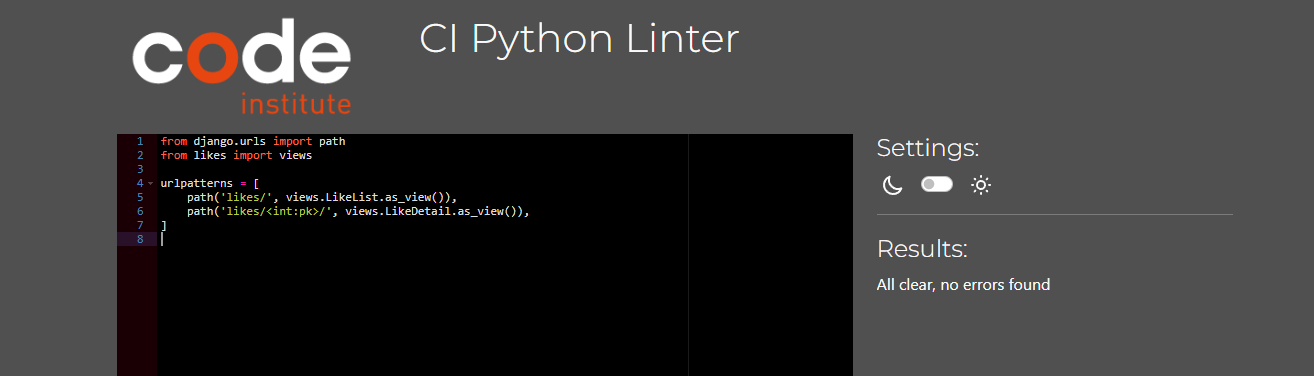 code
institute
CI Python Linter
1 from django.urls import path
2 from likes import views
3
4 urlpatterns = [
5     path('likes/', views.LikeList.as_view()),
6     path('likes/<int:pk>/', views.LikeDetail.as_view()),
7 ]
8
Settings:
Results:
All clear, no errors found